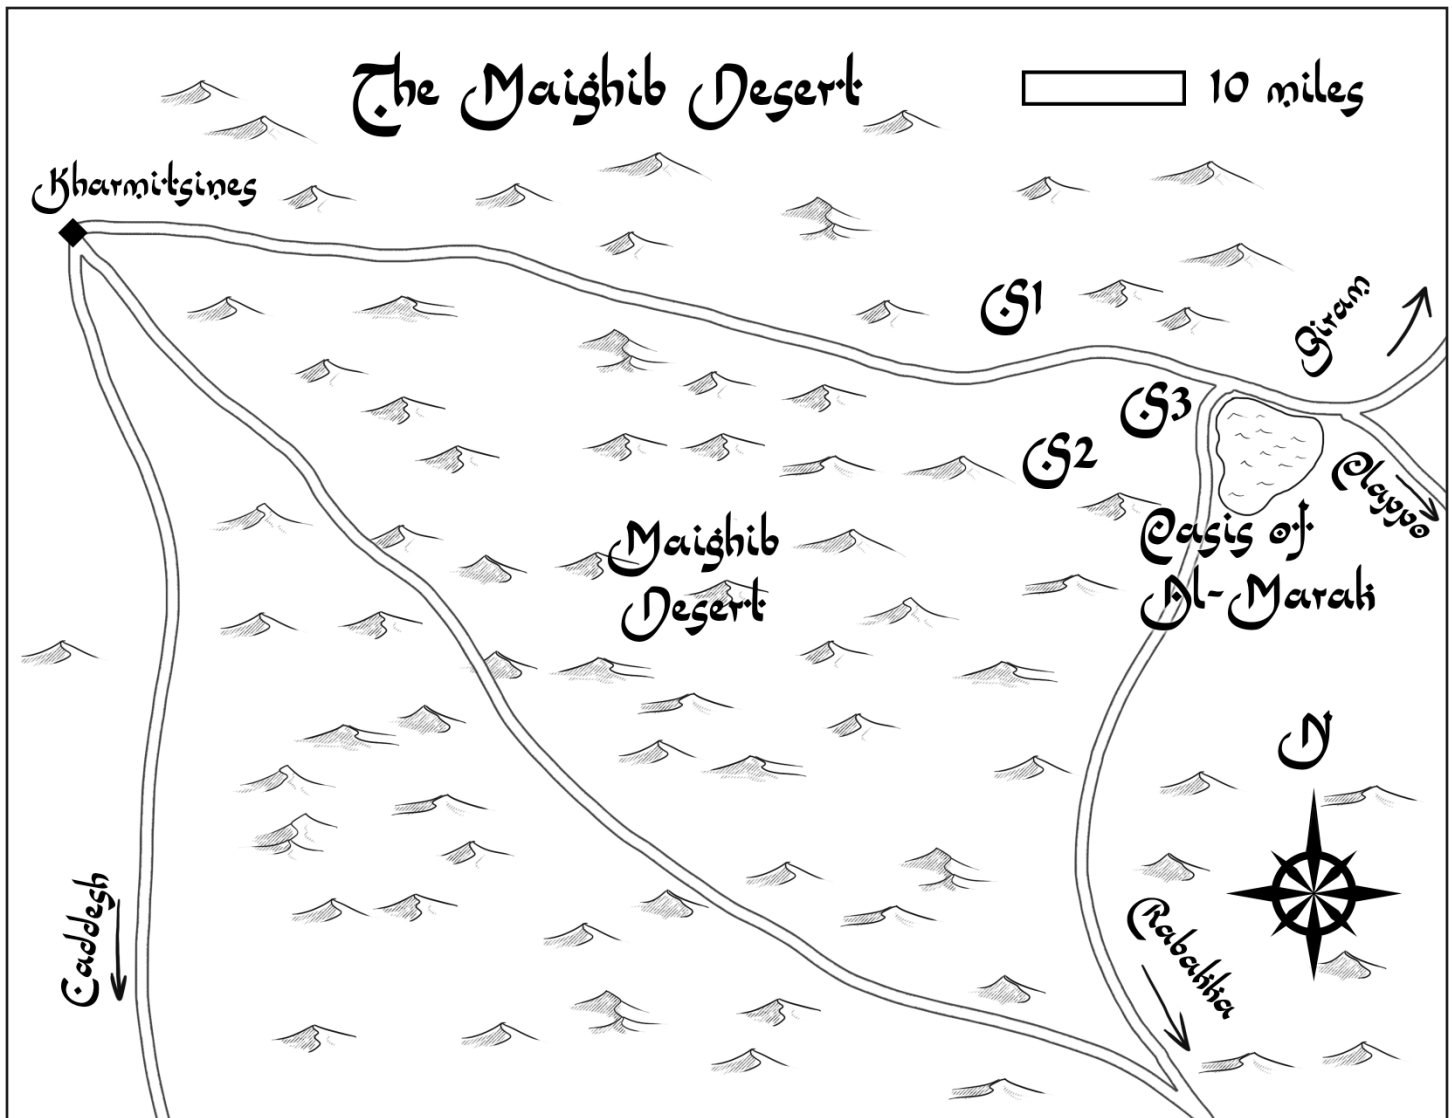 The Maighib Desert
10 miles
Kharmitsines
S1
Giram
S3
S2
Clappo
Maighib
Desert
Oasis of
Al-Marak
N
Caddesh
Rabakka